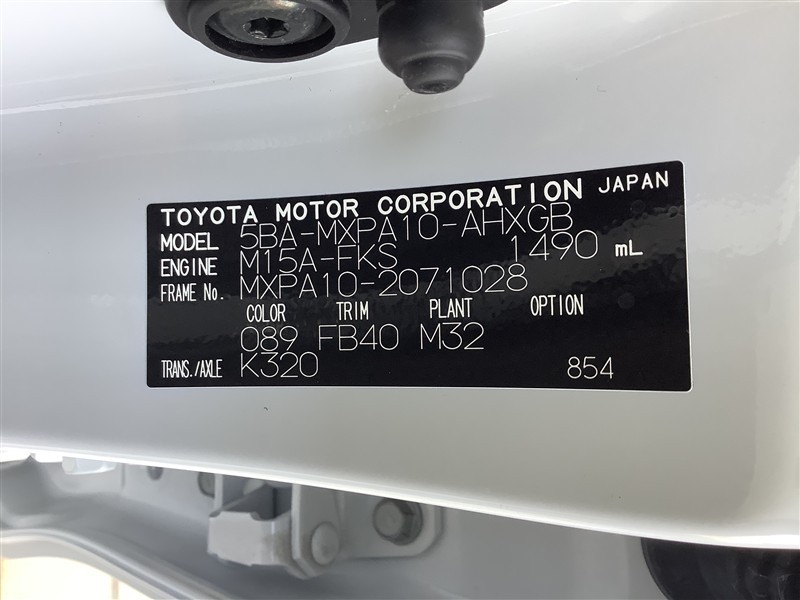 TOYOTA MOTOR CORPORATION JAPAN
MODEL 5BA-MXPA10-AHXGB
ENGINE M15A-FKS 1490 mL
FRAME No. MXPA10-2071028
COLOR TRIM PLANT OPTION
089 FB40 M32
TRANS./AXLE K320 854